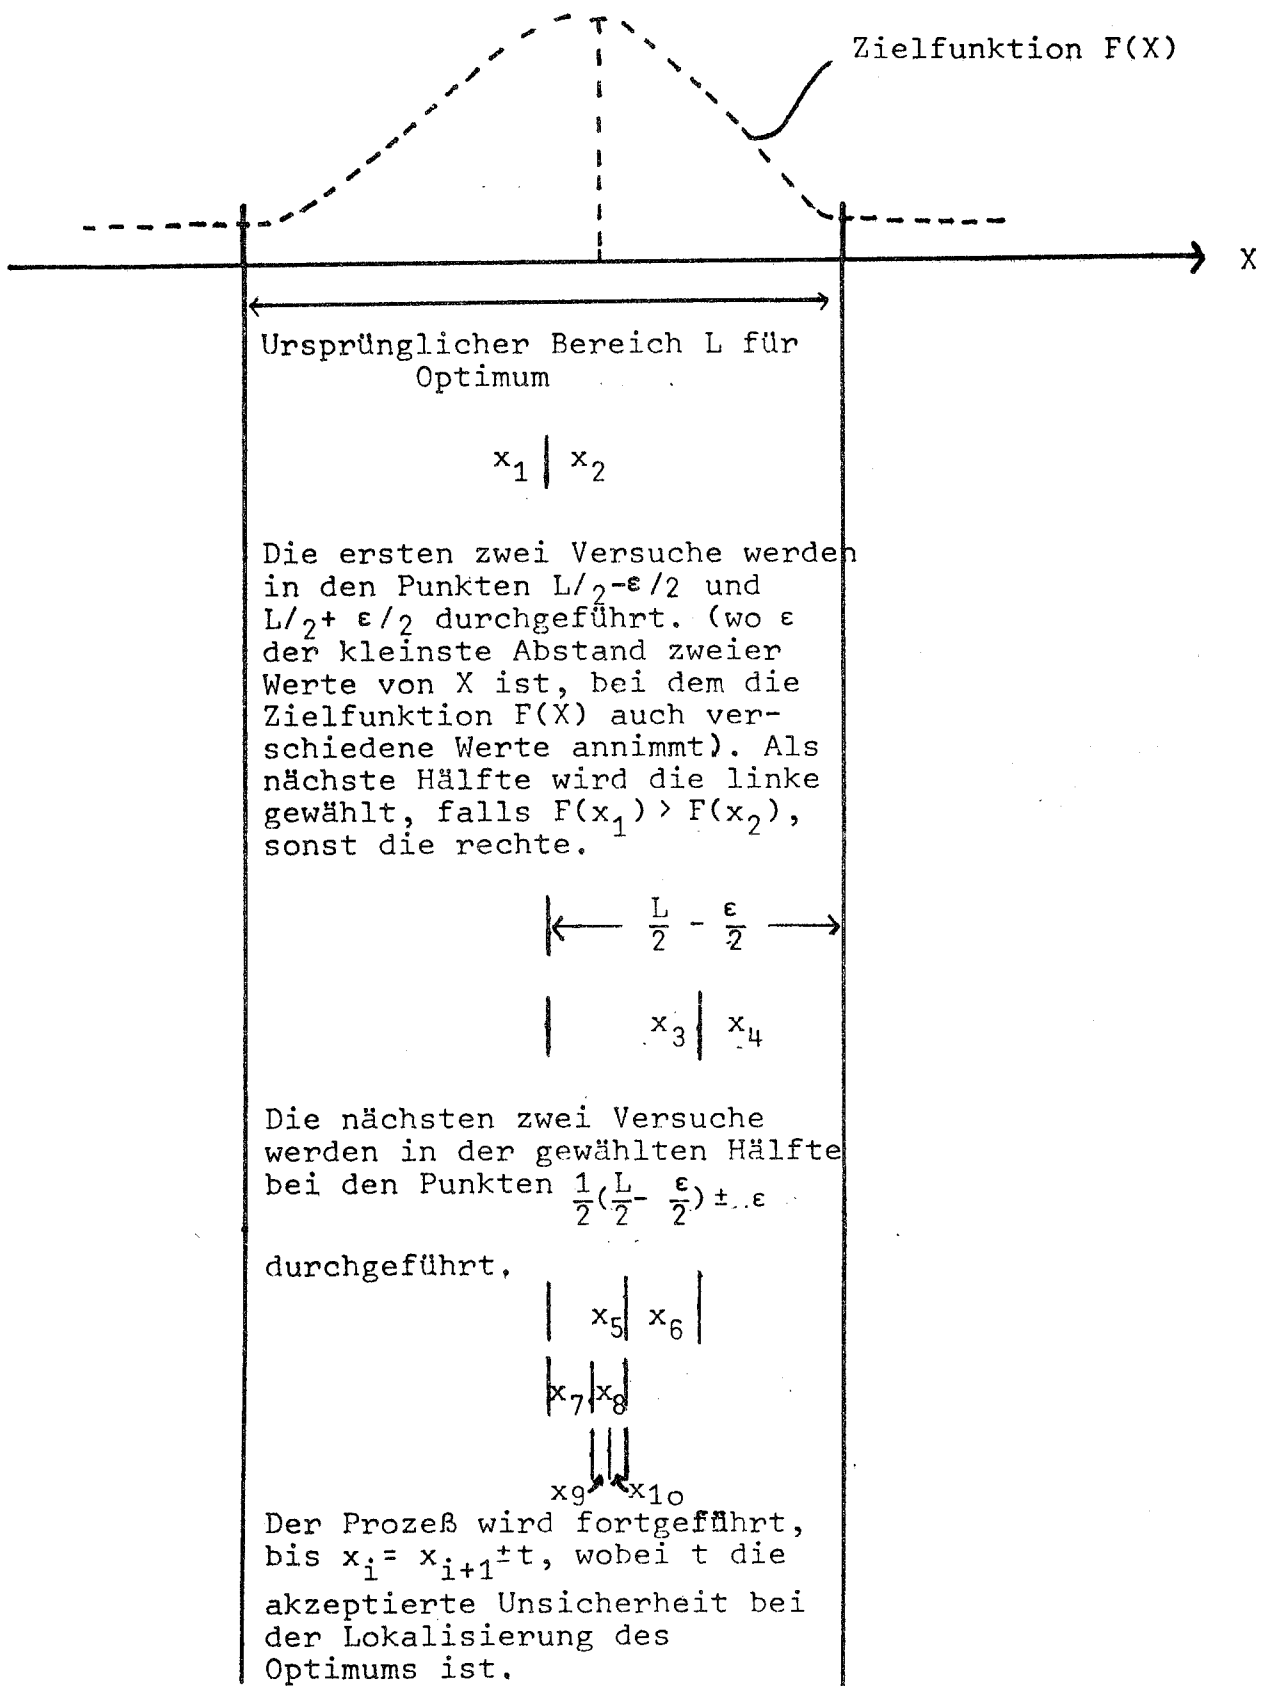 Zielfunktion F(X)
X
Ursprünglicher Bereich L für
Optimum
x₁ | x₂
Die ersten zwei Versuche werden
in den Punkten L/₂-ε/2 und
L/₂+ ε/₂ durchgeführt. (wo ε
der kleinste Abstand zweier
Werte von X ist, bei dem die
Zielfunktion F(X) auch ver-
schiedene Werte annimmt). Als
nächste Hälfte wird die linke
gewählt, falls F(x₁) > F(x₂),
sonst die rechte.
L/2 - ε/2
x₃ | x₄
Die nächsten zwei Versuche
werden in der gewählten Hälfte
bei den Punkten 1/2(L/2 - ε/2) ± ε
durchgeführt.
x₅ x₆
x₇ x₈
x₉ x₁₀
Der Prozeß wird fortgeführt,
bis xᵢ= xᵢ₊₁±t, wobei t die
akzeptierte Unsicherheit bei
der Lokalisierung des
Optimums ist.